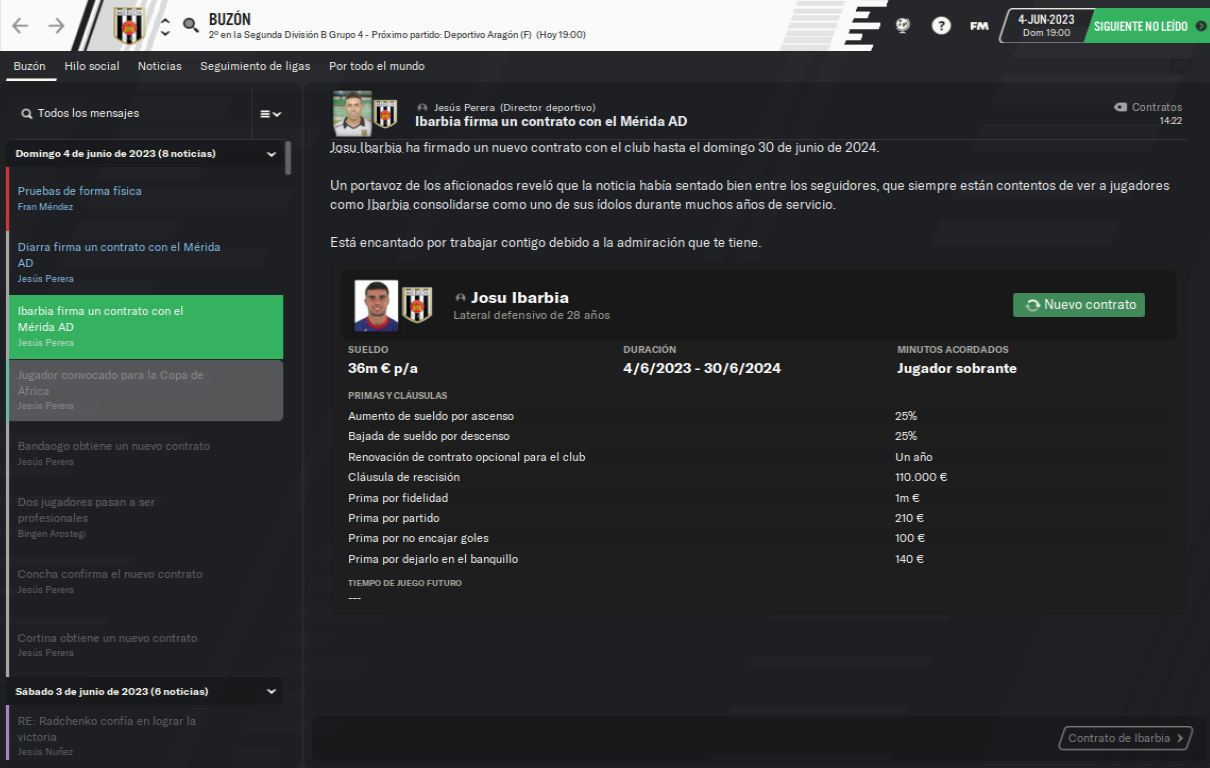 BUZÓN
2º en la Segunda División B Grupo 4 - Próximo partido: Deportivo Aragón (F) (Hoy 19:00)
?
FM
4-JUN-2023
Dom 19:00
SIGUIENTE NO LEÍDO
Buzón
Hilo social
Noticias
Seguimiento de ligas
Por todo el mundo
Todos los mensajes
Domingo 4 de junio de 2023 (8 noticias)
Pruebas de forma física
Fran Méndez
Diarra firma un contrato con el Mérida
AD
Jesús Perera
Ibarbia firma un contrato con el
Mérida AD
Jesús Perera
Jugador convocado para la Copa de
África
Jesús Perera
Bandaogo obtiene un nuevo contrato
Jesús Perera
Dos jugadores pasan a ser
profesionales
Bingen Arostegi
Concha confirma el nuevo contrato
Jesús Perera
Cortina obtiene un nuevo contrato
Jesús Perera
Sábado 3 de junio de 2023 (6 noticias)
RE: Radchenko confía en lograr la
victoria
Jesús Nuñez
Jesús Perera (Director deportivo)
Ibarbia firma un contrato con el Mérida AD
Contratos
14:22
Josu Ibarbia ha firmado un nuevo contrato con el club hasta el domingo 30 de junio de 2024.
Un portavoz de los aficionados reveló que la noticia había sentado bien entre los seguidores, que siempre están contentos de ver a jugadores
como Ibarbia consolidarse como uno de sus ídolos durante muchos años de servicio.
Está encantado por trabajar contigo debido a la admiración que te tiene.
Josu Ibarbia
Lateral defensivo de 28 años
Nuevo contrato
SUELDO
36m € p/a
DURACIÓN
4/6/2023 - 30/6/2024
MINUTOS ACORDADOS
Jugador sobrante
PRIMAS Y CLÁUSULAS
Aumento de sueldo por ascenso 25%
Bajada de sueldo por descenso 25%
Renovación de contrato opcional para el club Un año
Cláusula de rescisión 110.000 €
Prima por fidelidad 1m €
Prima por partido 210 €
Prima por no encajar goles 100 €
Prima por dejarlo en el banquillo 140 €
TIEMPO DE JUEGO FUTURO
---
Contrato de Ibarbia